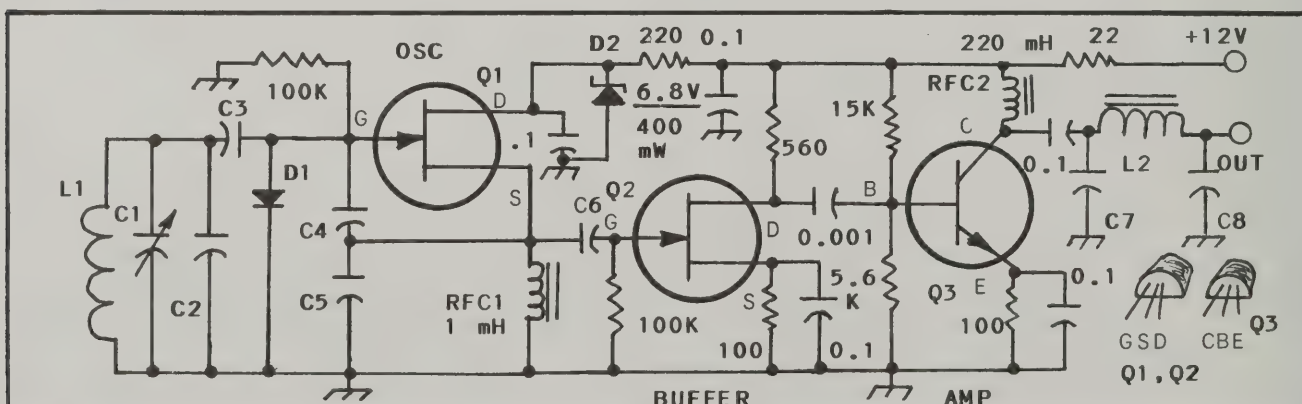 OSC
D2
220
0.1
220 mH
22
+12V
100K
Q1
D
6.8V
400
mW
RFC2
15K
C3
G
.1
560
C
L1
D1
S
Q2
C6
G
D
B
0.1
L2
OUT
C1
C4
0.001
C7
C8
C2
C5
RFC1
1 mH
100K
S
100
0.1
5.6
K
Q3
E
100
0.1
GSD
Q1,Q2
CBE
Q3
BUFFER
AMP